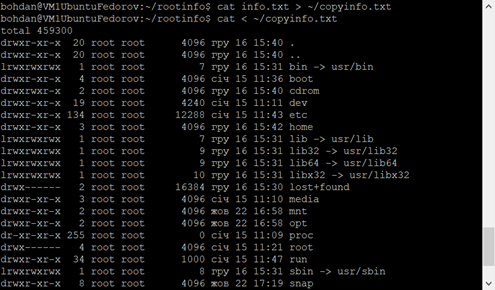 bohdan@VM1UbuntuFedorov:~/rootinfo$ cat info.txt > ~/copyinfo.txt
bohdan@VM1UbuntuFedorov:~/rootinfo$ cat < ~/copyinfo.txt
total 459300
drwxr-xr-x  20 root root      4096 гру 16 15:40 .
drwxr-xr-x  20 root root      4096 гру 16 15:40 ..
lrwxrwxrwx   1 root root         7 гру 16 15:31 bin -> usr/bin
drwxr-xr-x   4 root root      4096 січ 15 11:36 boot
drwxrwxr-x   2 root root      4096 гру 16 15:40 cdrom
drwxr-xr-x  19 root root      4240 січ 15 11:11 dev
drwxr-xr-x 134 root root     12288 січ 15 11:43 etc
drwxr-xr-x   3 root root      4096 гру 16 15:42 home
lrwxrwxrwx   1 root root         7 гру 16 15:31 lib -> usr/lib
lrwxrwxrwx   1 root root         9 гру 16 15:31 lib32 -> usr/lib32
lrwxrwxrwx   1 root root         9 гру 16 15:31 lib64 -> usr/lib64
lrwxrwxrwx   1 root root        10 гру 16 15:31 libx32 -> usr/libx32
drwx------   2 root root     16384 гру 16 15:30 lost+found
drwxr-xr-x   3 root root      4096 січ 15 11:10 media
drwxr-xr-x   2 root root      4096 жов 22 16:58 mnt
drwxr-xr-x   2 root root      4096 жов 22 16:58 opt
dr-xr-xr-x 255 root root         0 січ 15 11:09 proc
drwx------   4 root root      4096 січ 15 11:21 root
drwxr-xr-x  34 root root      1000 січ 15 11:47 run
lrwxrwxrwx   1 root root         8 гру 16 15:31 sbin -> usr/sbin
drwxr-xr-x   8 root root      4096 жов 22 17:19 snap